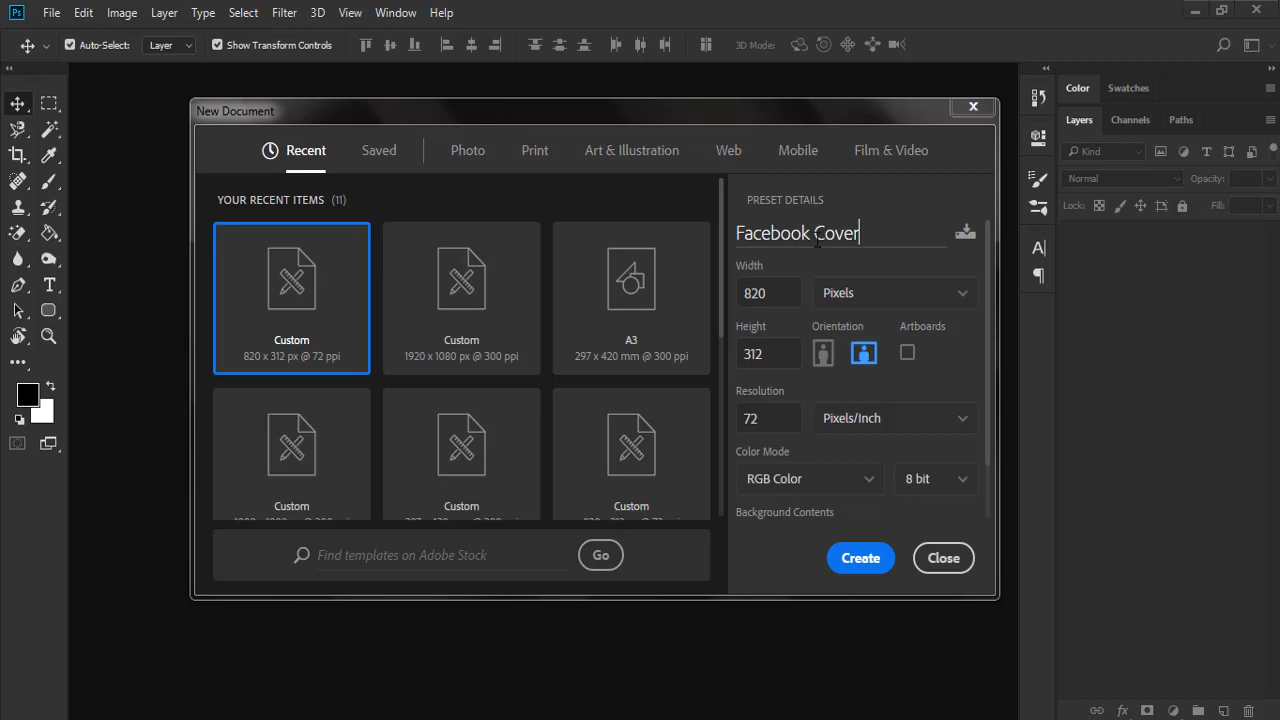 Ps File Edit Image Layer Type Select Filter 3D View Window Help
Auto-Select: Layer Show Transform Controls 3D Mode:
New Document
Recent Saved Photo Print Art & Illustration Web Mobile Film & Video
YOUR RECENT ITEMS (11)
Custom
820 x 312 px @ 72 ppi
Custom
1920 x 1080 px @ 300 ppi
A3
297 x 420 mm @ 300 ppi
Custom
Custom
Custom
Find templates on Adobe Stock Go
PRESET DETAILS
Facebook Cover
Width
820 Pixels
Height Orientation Artboards
312
Resolution
72 Pixels/Inch
Color Mode
RGB Color 8 bit
Background Contents
Create Close
Color Swatches
Layers Channels Paths
Kind
Normal Opacity:
Lock: Fill: